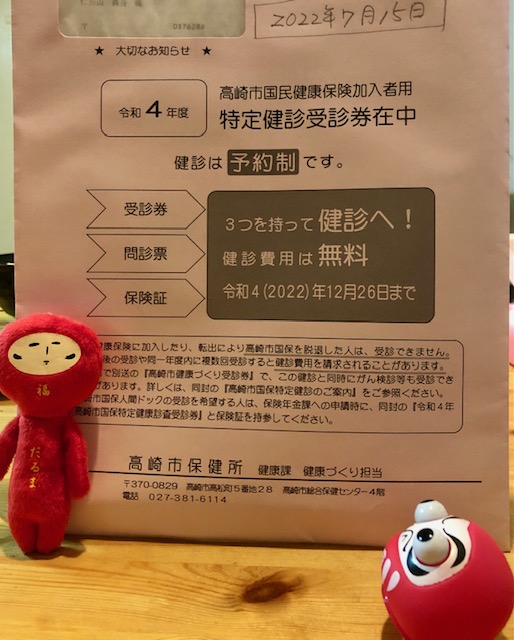 2022年7月15日
〒 D37628#
★ 大切なお知らせ ★
令和4年度
高崎市国民健康保険加入者用
特定健診受診券在中
健診は予約制です。
受診券
問診票
保険証
3つを持って健診へ!
健診費用は無料
令和4(2022)年12月26日まで
康保険に加入したり、転出により高崎市国保を脱退した人は、受診できません。
後の受診や同一年度内に複数回受診すると健診費用を請求されることがあります。
で別送の『高崎市健康づくり受診券』で、この健診と同時にがん検診等も受診でき
があります。詳しくは、同封の『高崎市国保特定健診のご案内』をご参照ください。
市国保人間ドックの受診を希望する人は、保険年金課への申請時に、同封の『令和4年
高崎市国保特定健康診査受診券』と保険証を持参してください。
高崎市保健所 健康課 健康づくり担当
〒370-0829 高崎市高松町5番地28 高崎市総合保健センター4階
電話 027-381-6114
福
だるま